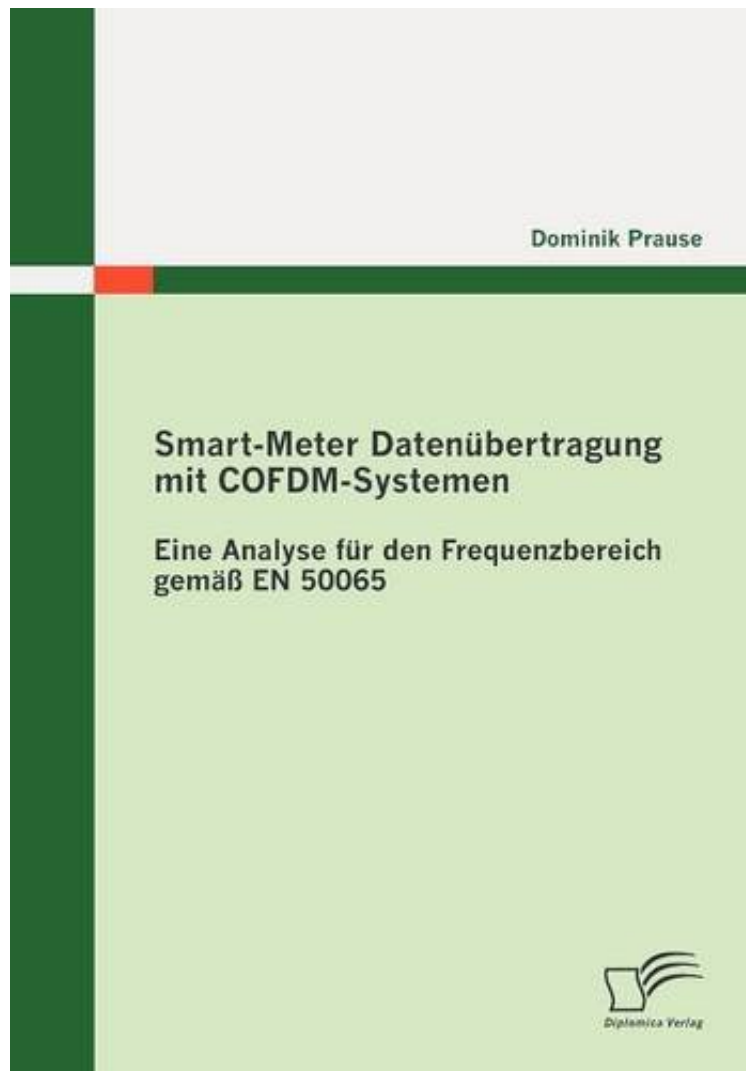 Dominik Prause
Smart-Meter Datenübertragung
mit COFDM-Systemen
Eine Analyse für den Frequenzbereich
gemäß EN 50065
Diplomica Verlag